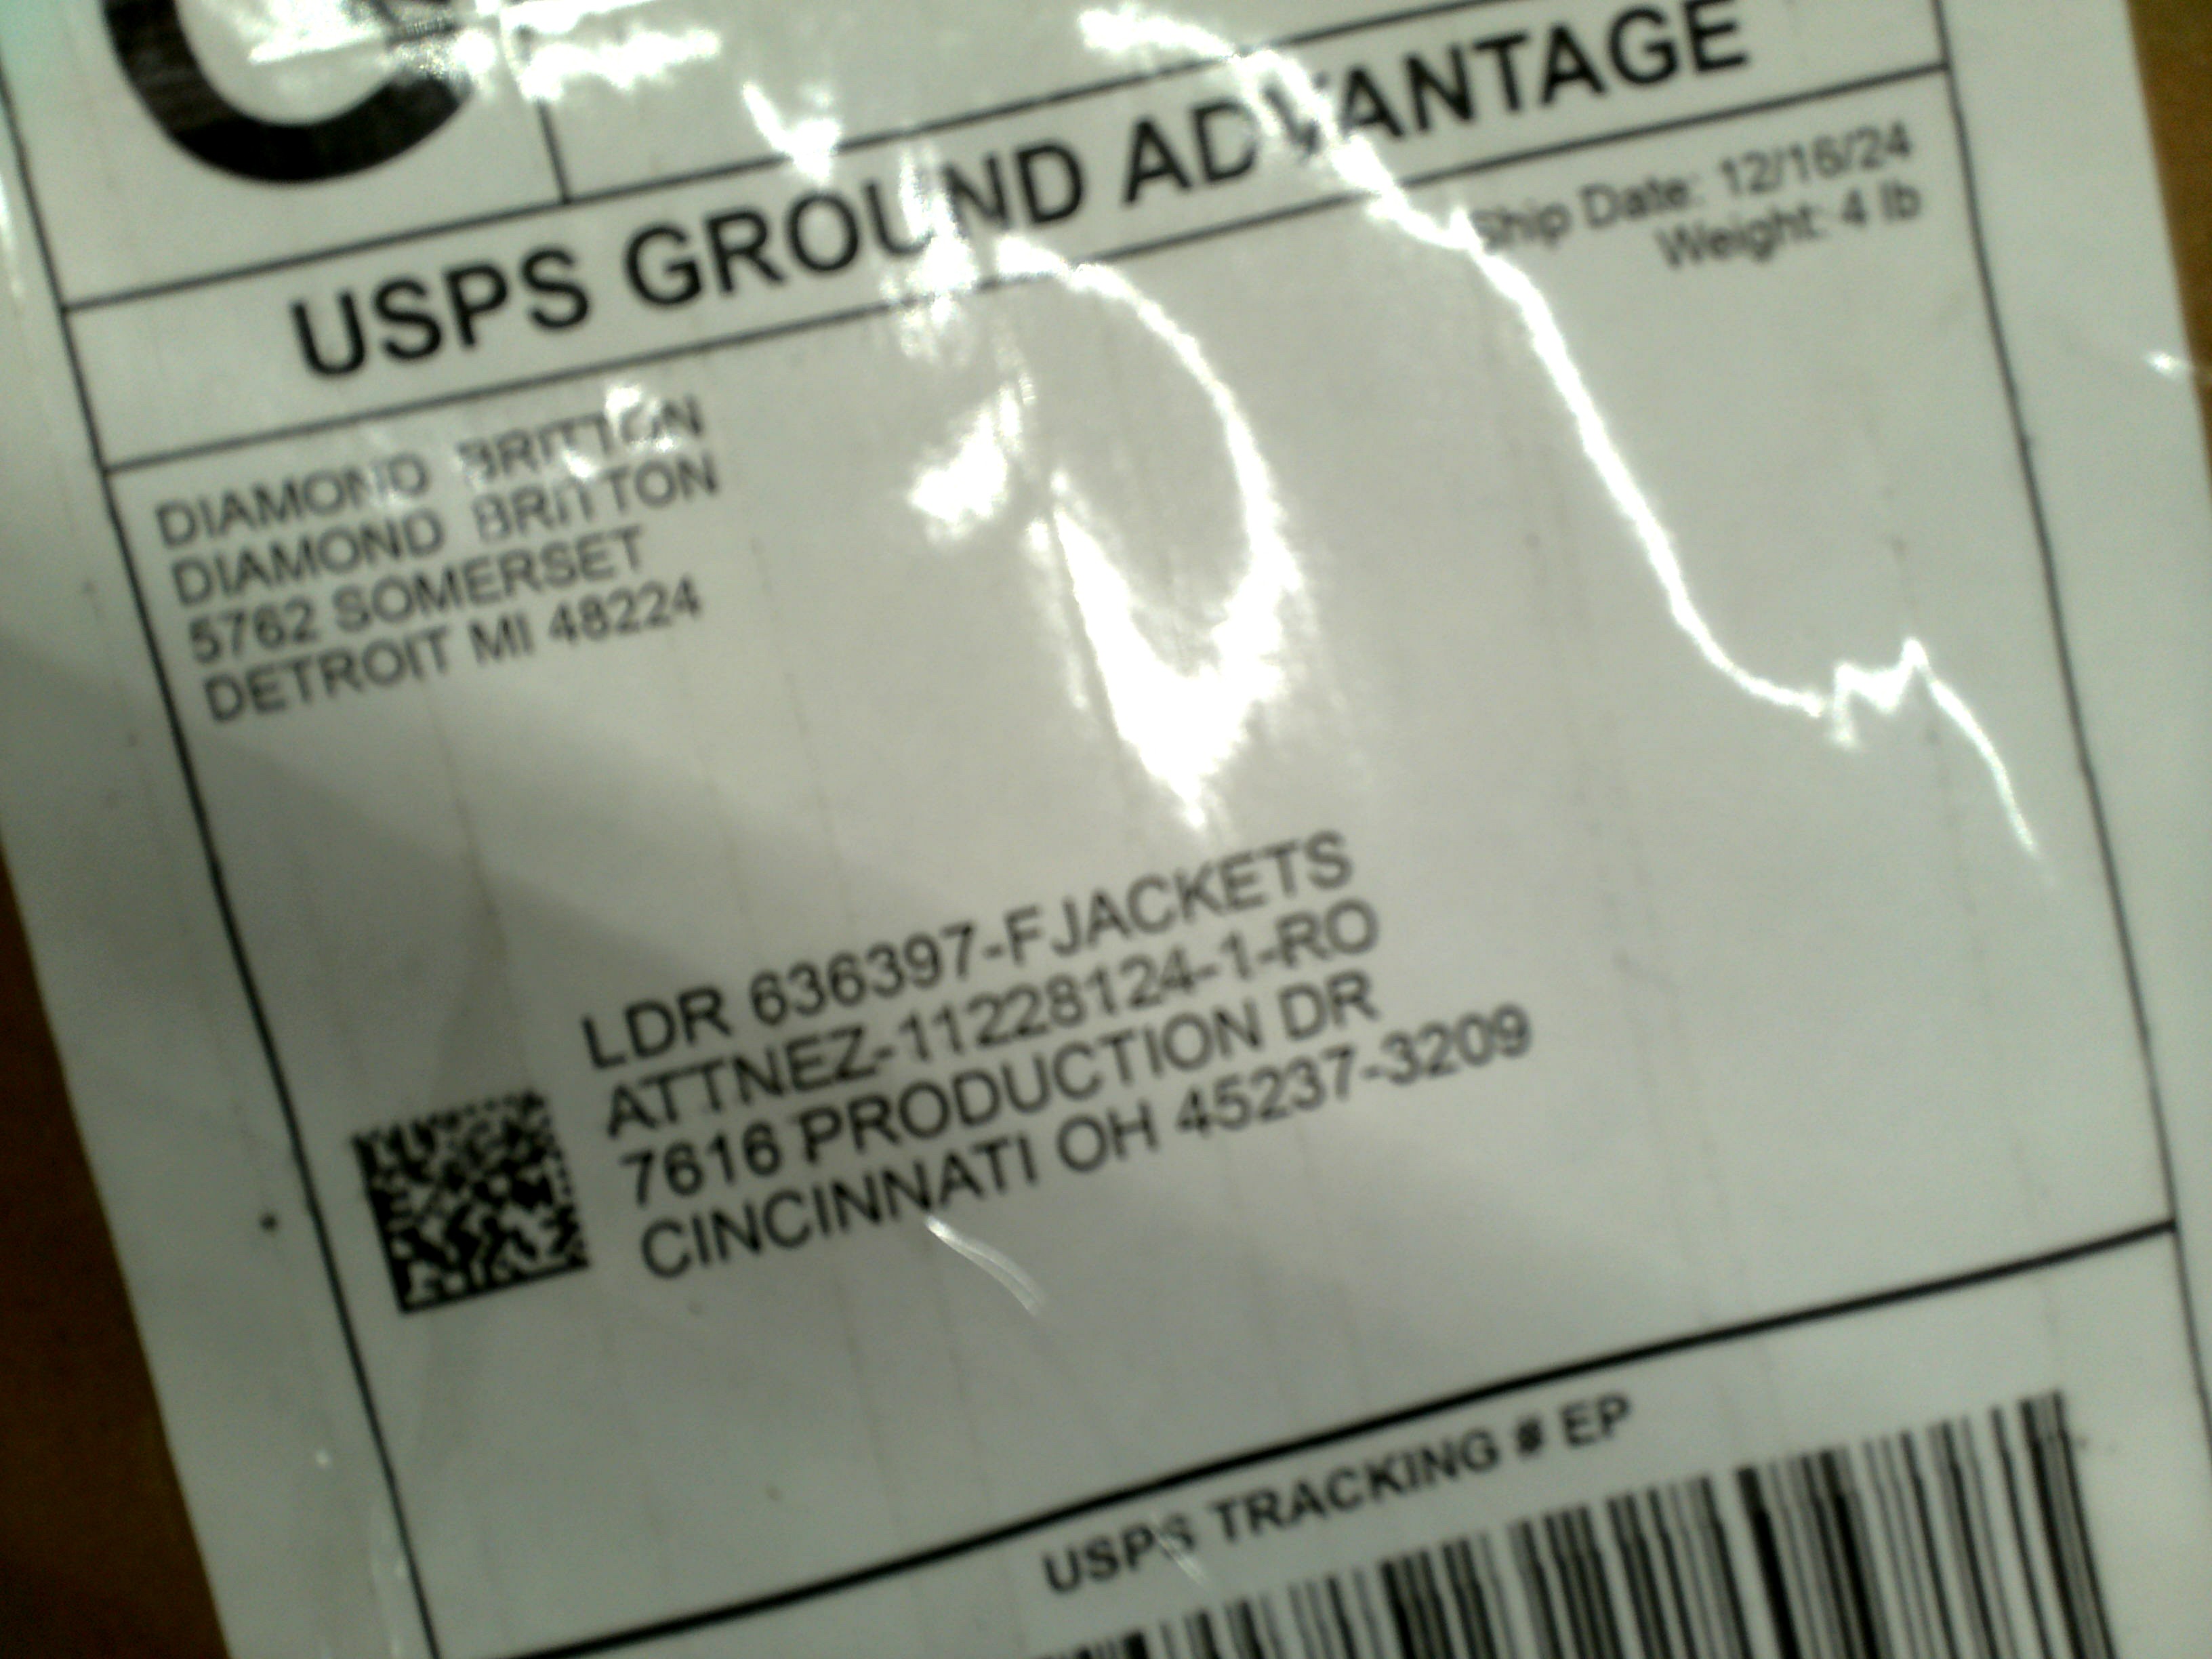 USPS GROUND ADVANTAGE
Ship Date: 12/16/24
Weight: 4 lb
DIAMOND BRITTON
DIAMOND BRITTON
5762 SOMERSET
DETROIT MI 48224
LDR 636397-FJACKETS
ATTNEZ-11228124-1-RO
7616 PRODUCTION DR
CINCINNATI OH 45237-3209
USPS TRACKING # EP